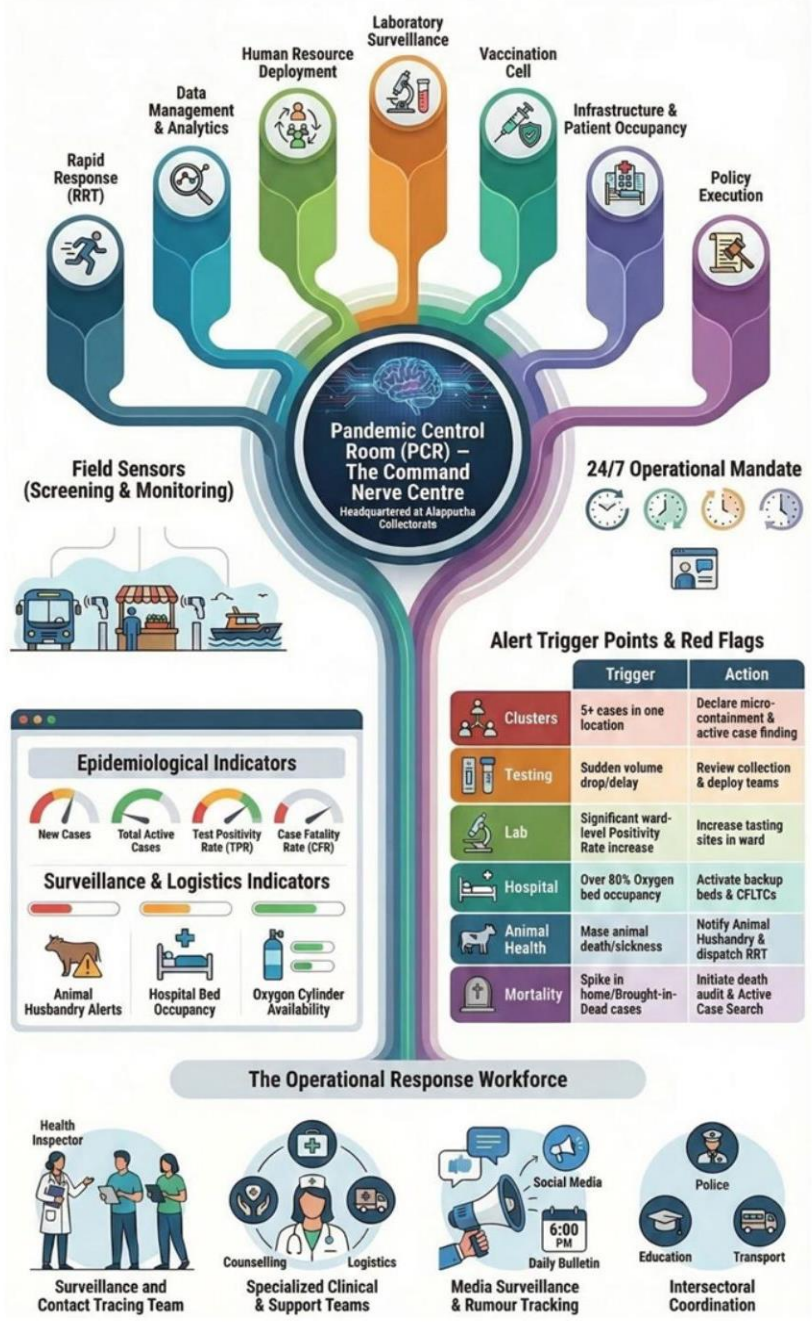 Laboratory
Surveillance
Human Resource
Deployment
Vaccination
Cell
Data
Management
& Analytics
Infrastructure &
Patient Occupancy
Rapid
Response
(RRT)
Policy
Execution
Pandemic Control
Room (PCR) –
The Command
Nerve Centre
Headquartered at Alapputha
Collectorats
Field Sensors
(Screening & Monitoring)
24/7 Operational Mandate
Alert Trigger Points & Red Flags
Trigger
Action
Clusters
5+ cases in one
location
Declare micro-
containment &
active case finding
Testing
Sudden volume
drop/delay
Review collection
& deploy teams
Lab
Significant ward-
level Positivity
Rate increase
Increase tasting
sites in ward
Hospital
Over 80% Oxygen
bed occupancy
Activate backup
beds & CFLTCs
Animal
Health
Mase animal
death/sickness
Notify Animal
Hushandry &
dispatch RRT
Mortality
Spike in
home/Brought-in-
Dead cases
Initiate death
audit & Active
Case Search
Epidemiological Indicators
New Cases
Total Active
Cases
Test Positivity
Rate (TPR)
Case Fatality
Rate (CFR)
Surveillance & Logistics Indicators
Animal
Husbandry Alerts
Hospital Bed
Occupancy
Oxygon Cylinder
Availability
The Operational Response Workforce
Health
Inspector
Surveillance and
Contact Tracing Team
Counselling
Logistics
Specialized Clinical
& Support Teams
Social Media
6:00
PM
Daily Bulletin
Media Surveillance
& Rumour Tracking
Police
Education
Transport
Intersectoral
Coordination